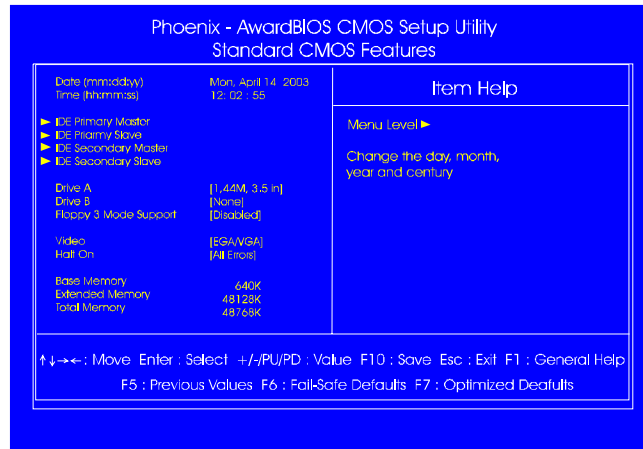 Phoenix - AwardBIOS CMOS Setup Utility
Standard CMOS Features
Date (mm:dd:yy) Mon, April 14 2003
Time (hh:mm:ss) 12: 02 : 55
► IDE Primary Master
► IDE Priarmy Slave
► IDE Secondary Master
► IDE Secondary Slave
Drive A [1,44M, 3.5 in]
Drive B [None]
Floppy 3 Mode Support [Disabled]
Video [EGA/VGA]
Halt On [All Errors]
Base Memory 640K
Extended Memory 48128K
Total Memory 48768K
Item Help
Menu Level ►
Change the day, month,
year and century
↑↓→←: Move Enter : Select +/-/PU/PD : Value F10 : Save Esc : Exit F1 : General Help
F5 : Previous Values F6 : Fail-Safe Defaults F7 : Optimized Deafults